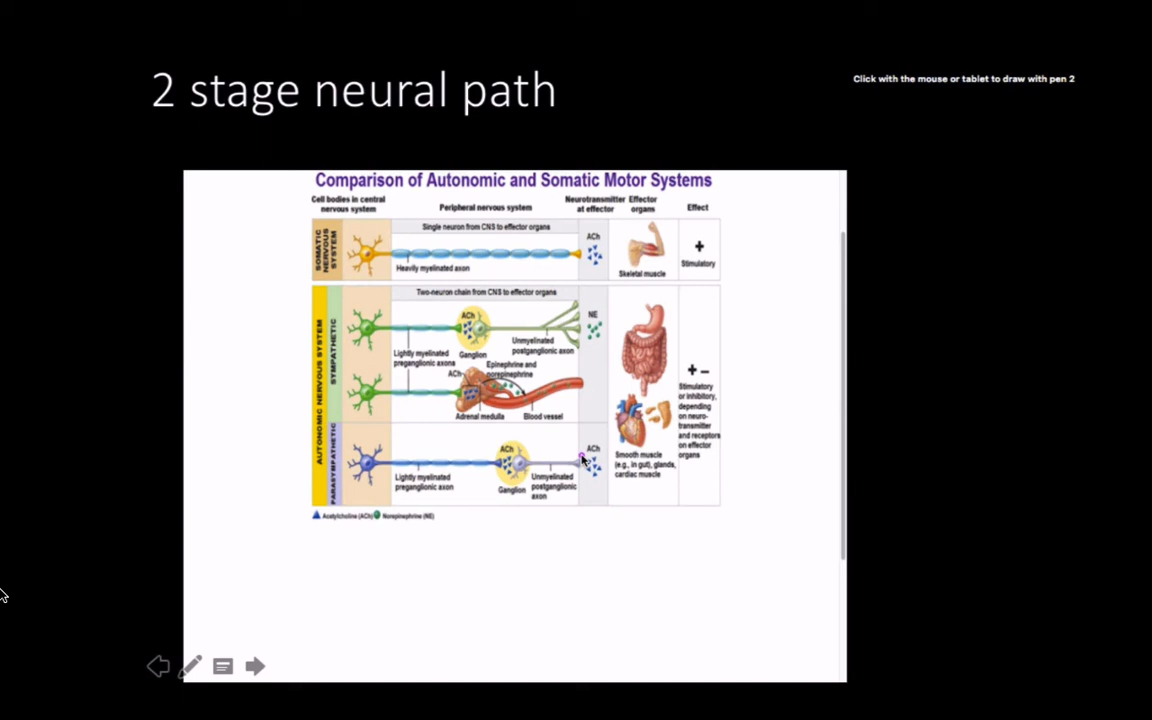 2 stage neural path
Click with the mouse or tablet to draw with pen 2
Comparison of Autonomic and Somatic Motor Systems
Cell bodies in central
nervous system
Peripheral nervous system
Neurotransmitter
at effector
Effector
organs
Effect
SOMATIC
NERVOUS
SYSTEM
Single neuron from CNS to effector organs
Heavily myelinated axon
ACh
Skeletal muscle
+
Stimulatory
AUTONOMIC NERVOUS SYSTEM
SYMPATHETIC
Two-neuron chain from CNS to effector organs
ACh
NE
Lightly myelinated
preganglionic axons
Ganglion
Unmyelinated
postganglionic axon
Epinephrine and
norepinephrine
ACh
Adrenal medulla
Blood vessel
+ −
Stimulatory
or inhibitory,
depending
on neuro-
transmitter
and receptors
on effector
organs
PARASYMPATHETIC
ACh
ACh
Lightly myelinated
preganglionic axon
Ganglion
Unmyelinated
postganglionic
axon
Smooth muscle
(e.g., in gut), glands,
cardiac muscle
Acetylcholine (ACh)
Norepinephrine (NE)